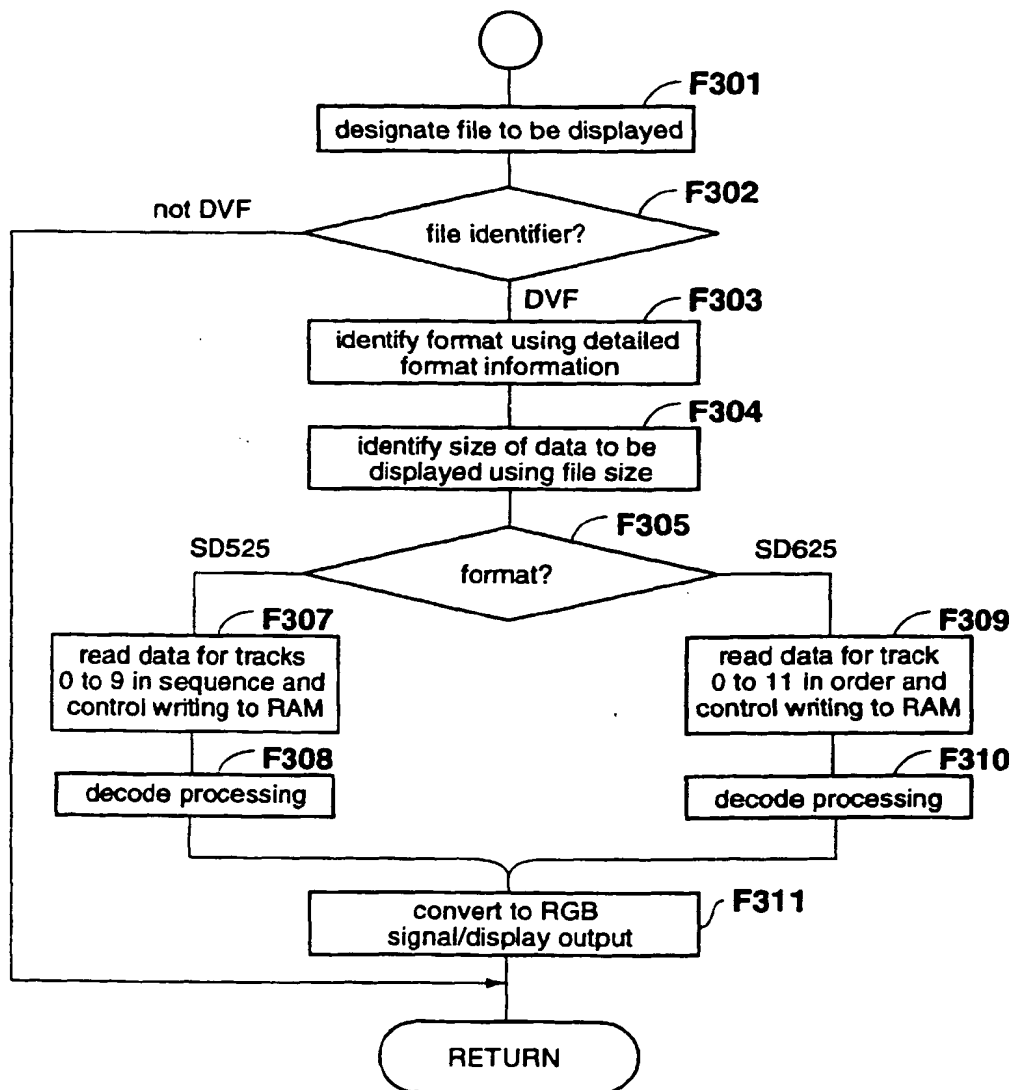 F301
designate file to be displayed
F302
not DVF
file identifier?
DVF
F303
identify format using detailed
format information
F304
identify size of data to be
displayed using file size
F305
SD525
format?
SD625
F307
read data for tracks
0 to 9 in sequence and
control writing to RAM
F309
read data for track
0 to 11 in order and
control writing to RAM
F308
decode processing
F310
decode processing
F311
convert to RGB
signal/display output
RETURN